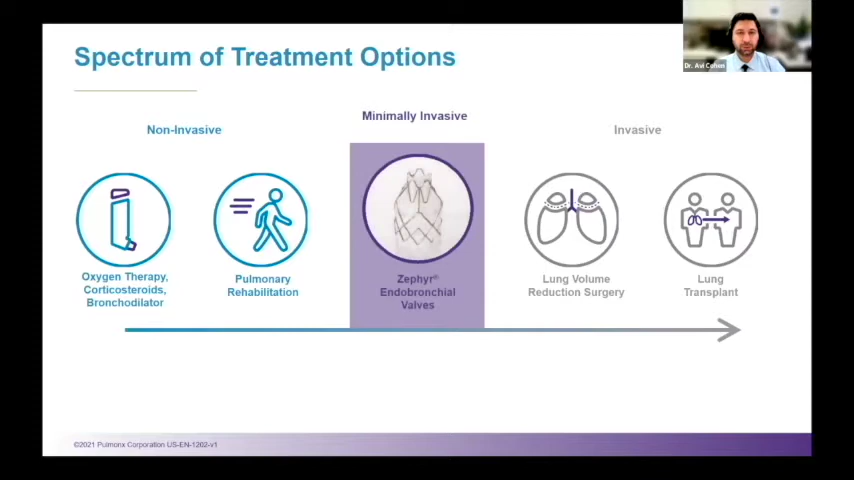 Spectrum of Treatment Options
Dr. Avi Cohen
Non-Invasive
Minimally Invasive
Invasive
Oxygen Therapy,
Corticosteroids,
Bronchodilator
Pulmonary
Rehabilitation
Zephyr®
Endobronchial
Valves
Lung Volume
Reduction Surgery
Lung
Transplant
©2021 Pulmonx Corporation US-EN-1202-v1